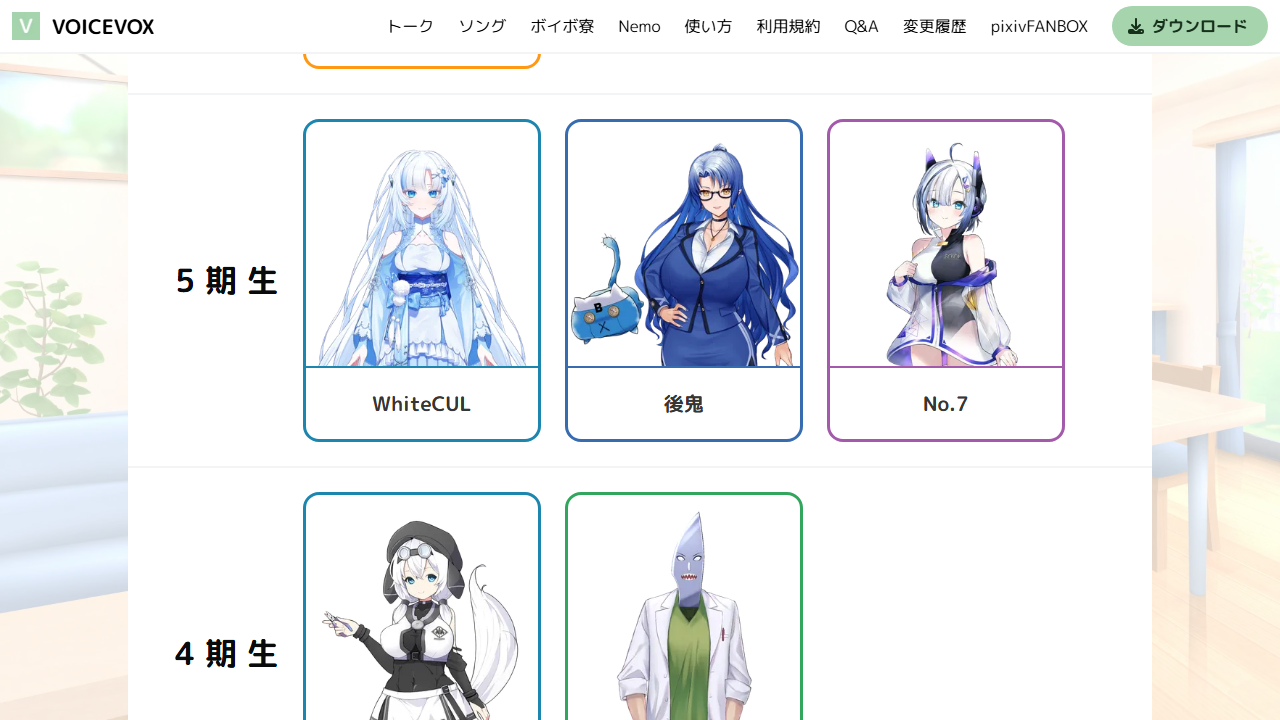 V VOICEVOX トーク ソング ボイボ寮 Nemo 使い方 利用規約 Q&A 変更履歴 pixivFANBOX ダウンロード
5期生
WhiteCUL
後鬼
No.7
4期生